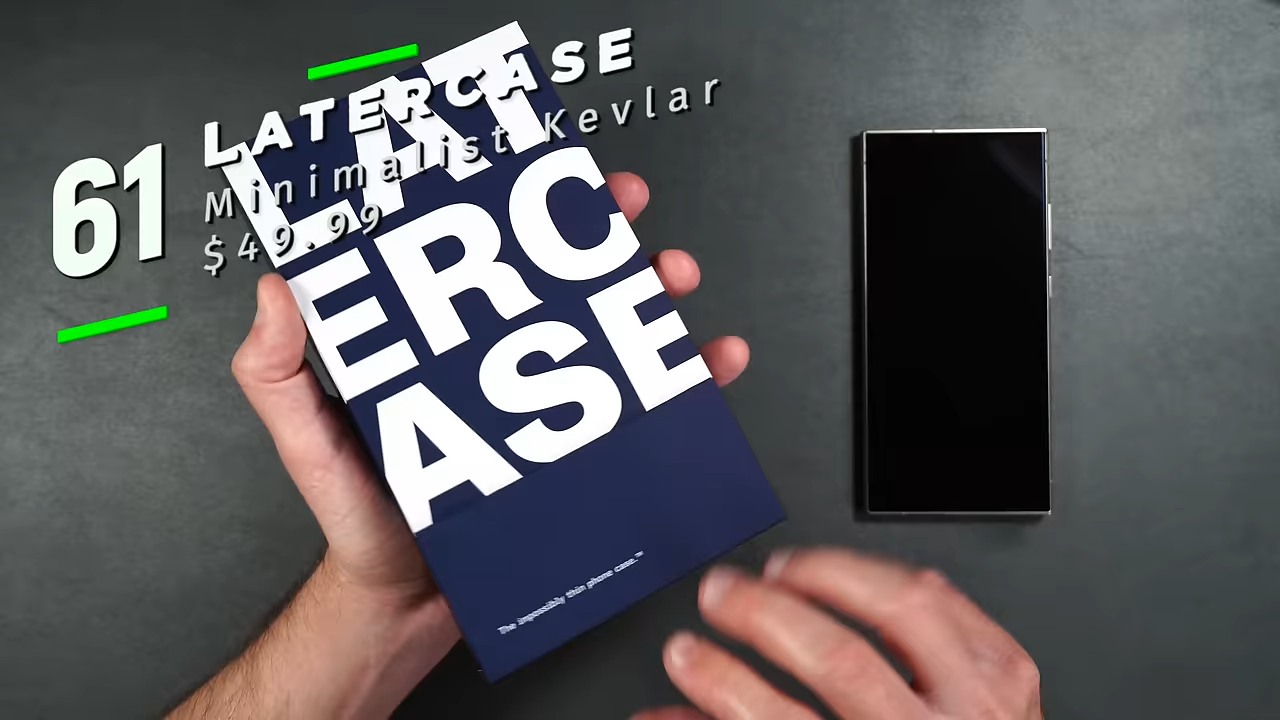 61
LATERCASE
Minimalist Kevlar
$49.99
LAT
ERC
ASE
The impossibly thin phone case.™